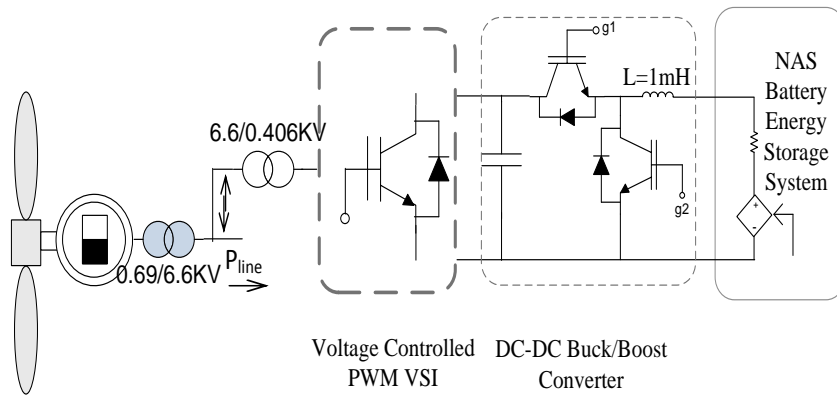 g1
L=1mH
NAS
Battery
Energy
Storage
System
6.6/0.406KV
g2
+
-
0.69/6.6KV
Pline
Voltage Controlled
PWM VSI
DC-DC Buck/Boost
Converter